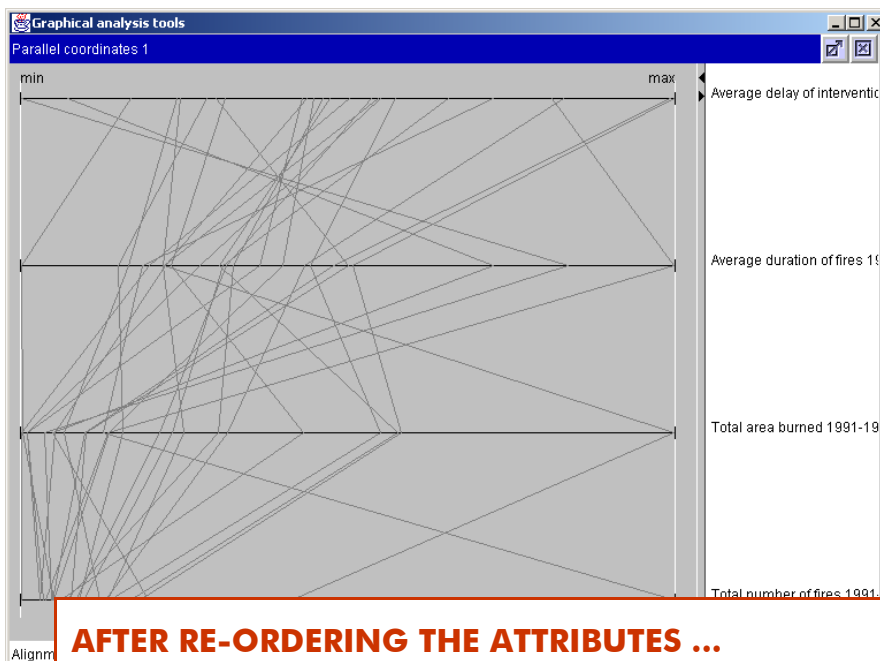 Graphical analysis tools
Parallel coordinates 1
min
max
Average delay of interventio
Average duration of fires 19
Total area burned 1991-19
Total number of fires 1991-
AFTER RE-ORDERING THE ATTRIBUTES ...
Alignm